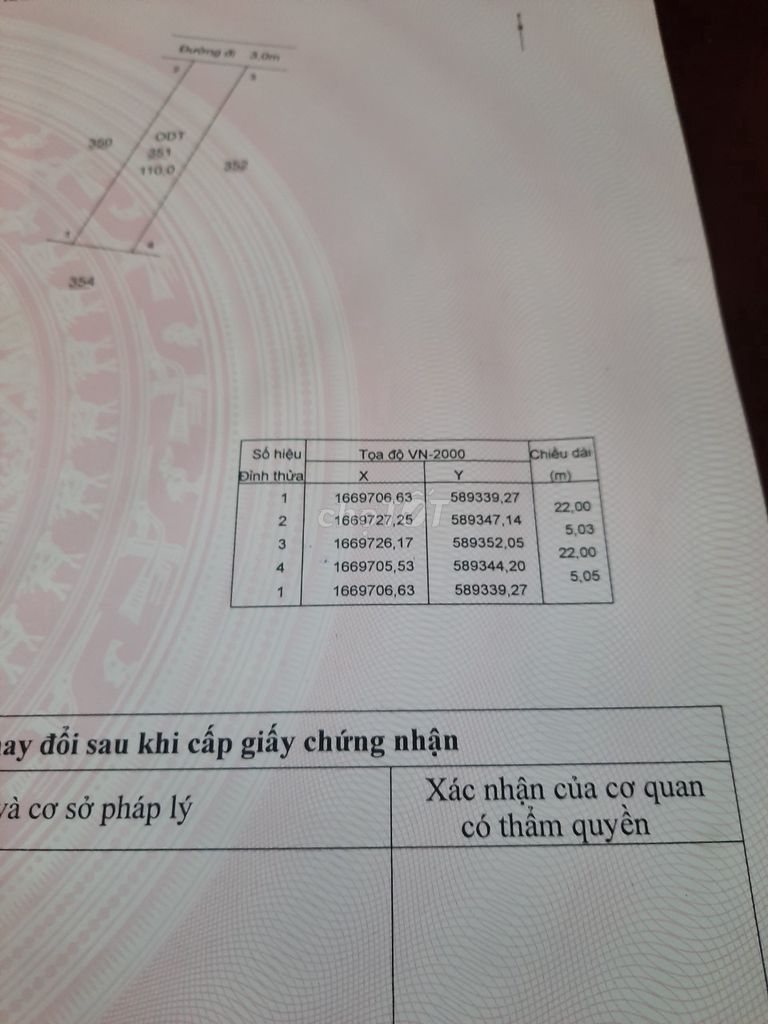 Đường đi 3,0m
2
3
350
ODT
351
110,0
352
1
4
354
Số hiệu Tọa độ VN-2000 Chiều dài
Đỉnh thửa X Y (m)
1 1669706,63 589339,27
22,00
2 1669727,25 589347,14
5,03
3 1669726,17 589352,05
22,00
4 1669705,53 589344,20
5,05
1 1669706,63 589339,27
chợTỐT
ay đổi sau khi cấp giấy chứng nhận
và cơ sở pháp lý
Xác nhận của cơ quan
có thẩm quyền